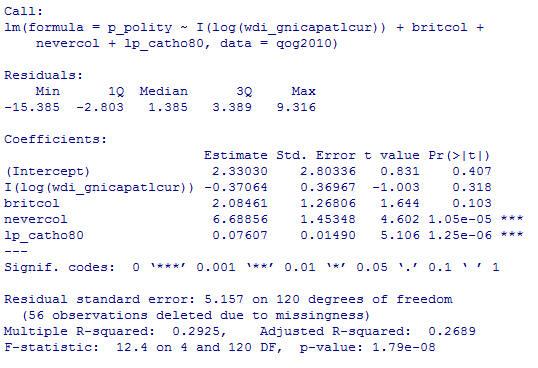 Call:
lm(formula = p_polity ~ I(log(wdi_gnicapatlcur)) + britcol +
    nevercol + lp_catho80, data = qog2010)

Residuals:
    Min      1Q  Median      3Q     Max
-15.385  -2.803   1.385   3.389   9.316

Coefficients:
                         Estimate Std. Error t value Pr(>|t|)
(Intercept)               2.33030    2.80336   0.831    0.407
I(log(wdi_gnicapatlcur)) -0.37064    0.36967  -1.003    0.318
britcol                   2.08461    1.26806   1.644    0.103
nevercol                  6.68856    1.45348   4.602 1.05e-05 ***
lp_catho80                0.07607    0.01490   5.106 1.25e-06 ***
---
Signif. codes:  0 ‘***’ 0.001 ‘**’ 0.01 ‘*’ 0.05 ‘.’ 0.1 ‘ ’ 1

Residual standard error: 5.157 on 120 degrees of freedom
  (56 observations deleted due to missingness)
Multiple R-squared:  0.2925,    Adjusted R-squared:  0.2689
F-statistic:  12.4 on 4 and 120 DF,  p-value: 1.79e-08